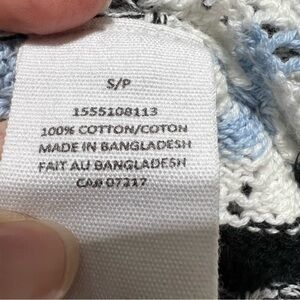 S/P
1555108113
100% COTTON/COTON
MADE IN BANGLADESH
FAIT AU BANGLADESH
CA# 07217